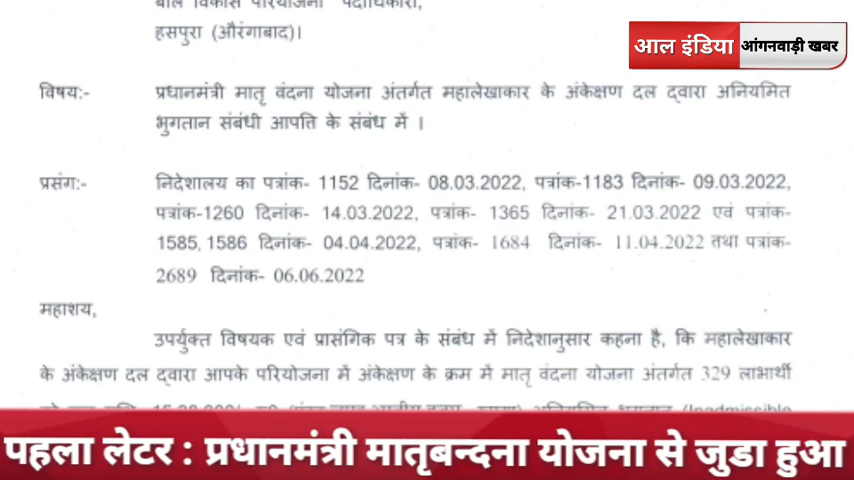 बाल विकास परियोजना पदाधिकारी,
हसपुरा (औरंगाबाद)।
आल इंडिया आंगनवाड़ी खबर
विषय:- प्रधानमंत्री मातृ वंदना योजना अंतर्गत महालेखाकार के अंकेक्षण दल द्वारा अनियमित
भुगतान संबंधी आपत्ति के संबंध में ।
प्रसंग:- निदेशालय का पत्रांक- 1152 दिनांक- 08.03.2022, पत्रांक-1183 दिनांक- 09.03.2022,
पत्रांक-1260 दिनांक- 14.03.2022, पत्रांक- 1365 दिनांक- 21.03.2022 एवं पत्रांक-
1585, 1586 दिनांक- 04.04.2022, पत्रांक- 1684 दिनांक- 11.04.2022 तथा पत्रांक-
2689 दिनांक- 06.06.2022
महाशय,
उपर्युक्त विषयक एवं प्रासंगिक पत्र के संबंध में निदेशानुसार कहना है, कि महालेखाकार
के अंकेक्षण दल द्वारा आपके परियोजना में अंकेक्षण के क्रम में मातृ वंदना योजना अंतर्गत 329 लाभार्थी
पहला लेटर : प्रधानमंत्री मातृबन्दना योजना से जुडा हुआ